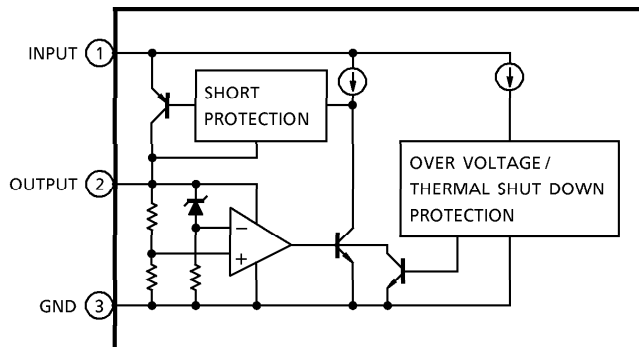 INPUT 1
SHORT
PROTECTION
OVER VOLTAGE /
THERMAL SHUT DOWN
PROTECTION
OUTPUT 2
−
+
GND 3